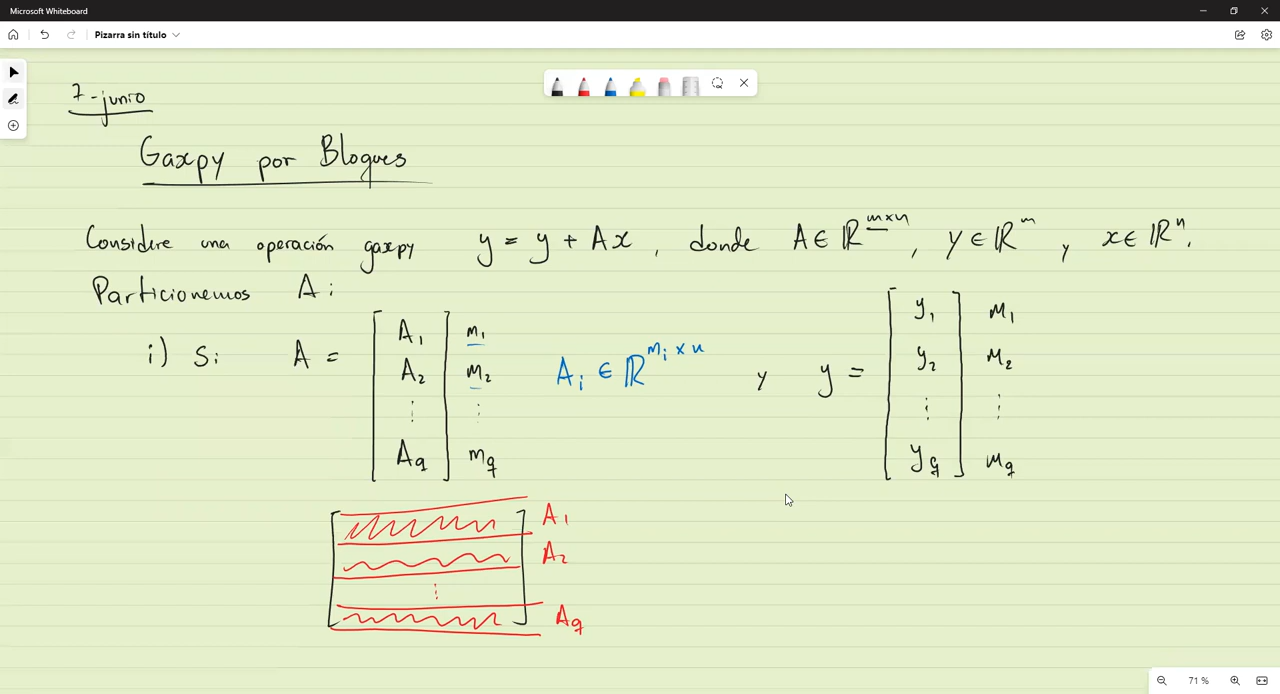 Microsoft Whiteboard
Pizarra sin título
7-junio
Gaxpy por Bloques
Considere una operación gaxpy y = y + Ax, donde A ∈ ℝ^{m×n}, y ∈ ℝ^m y x ∈ ℝ^n.
Particionemos A:
i) Si A = [A₁ A₂ ⋮ A_q] m₁ m₂ ⋮ m_q A_i ∈ ℝ^{m_i×n} y y = [y₁ y₂ ⋮ y_q] m₁ m₂ ⋮ m_q
A₁
A₂
⋮
A_q
71 %